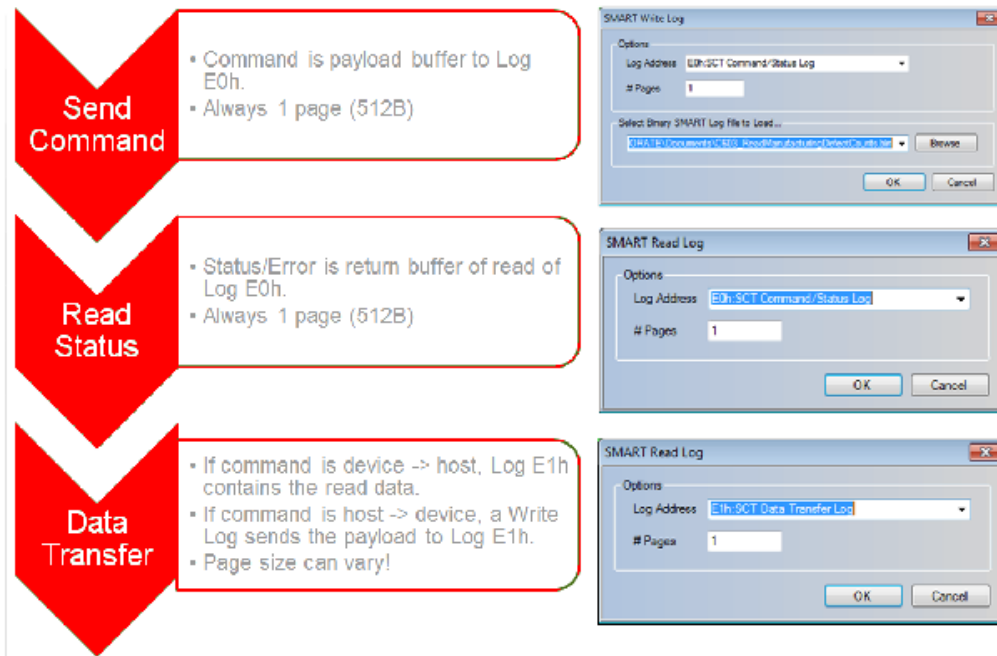 Send
Command
• Command is payload buffer to Log
E0h.
• Always 1 page (512B)
SMART Write Log
Options
Log Address E0h:SCT Command/Status Log
# Pages 1
Select Binary SMART Log File to Load...
Browse
OK Cancel
Read
Status
• Status/Error is return buffer of read of
Log E0h.
• Always 1 page (512B)
SMART Read Log
Options
Log Address E0h:SCT Command/Status Log
# Pages 1
OK Cancel
Data
Transfer
• If command is device -> host, Log E1h
contains the read data.
• If command is host -> device, a Write
Log sends the payload to Log E1h.
• Page size can vary!
SMART Read Log
Options
Log Address E1h:SCT Data Transfer Log
# Pages 1
OK Cancel